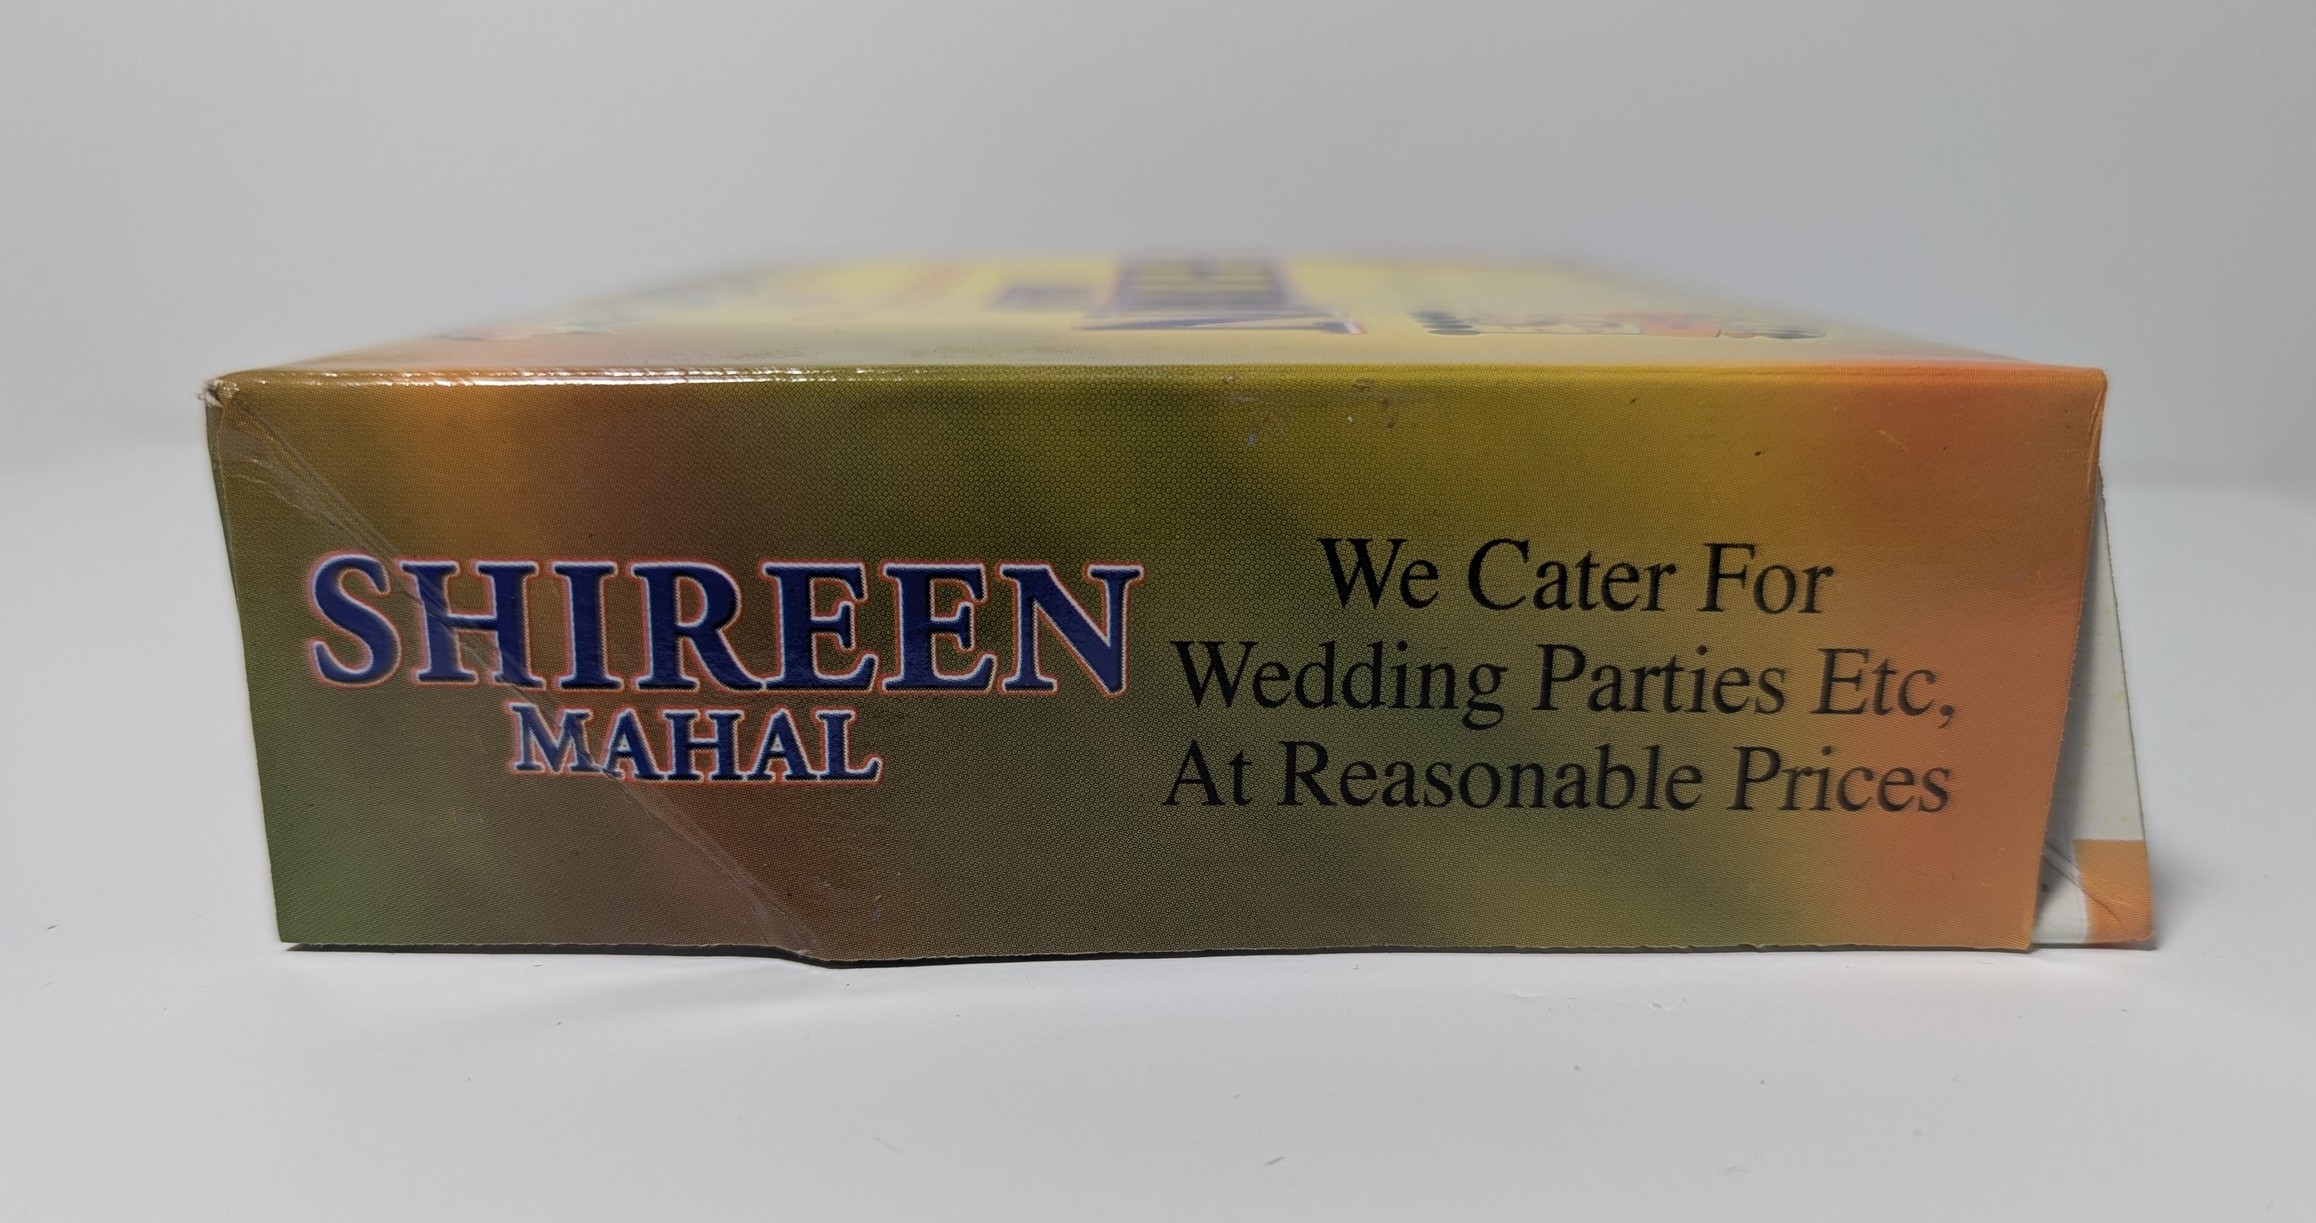 SHIREEN
MAHAL
We Cater For
Wedding Parties Etc,
At Reasonable Prices